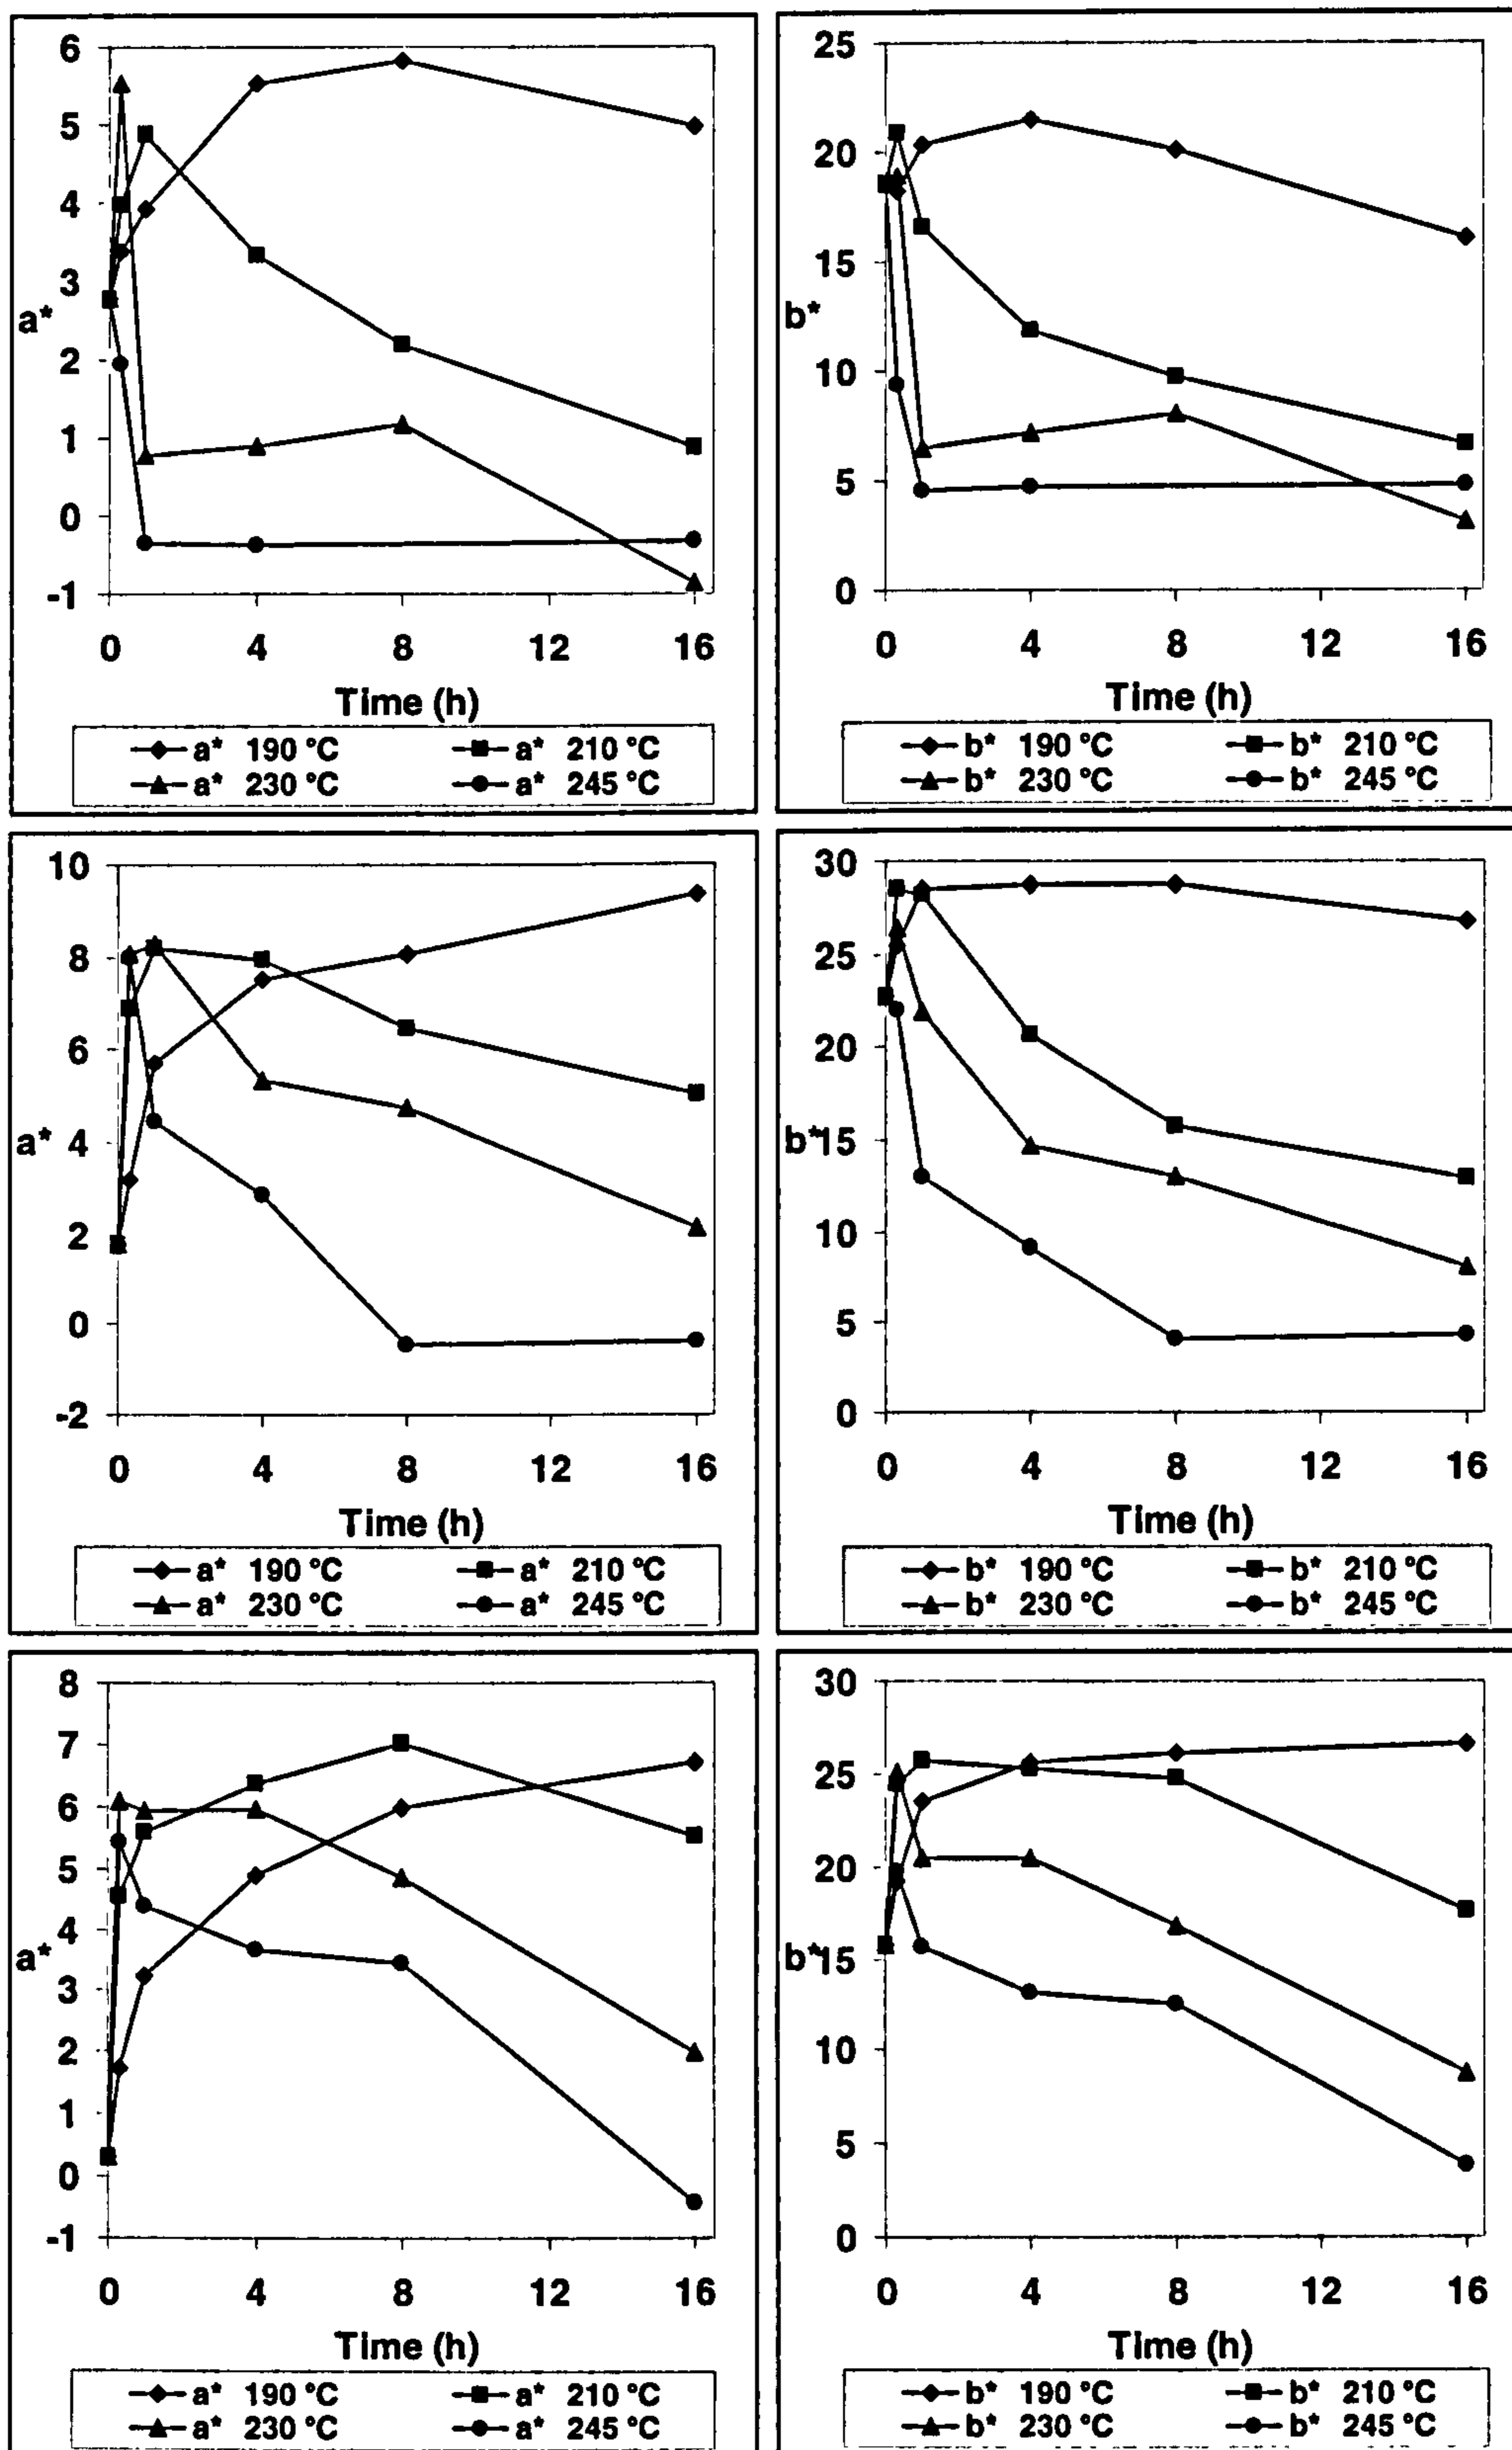 6
5
4
3
a*
2
1
0
-1
0 4 8 12 16
Time (h)
a* 190 °C a* 210 °C
a* 230 °C a* 245 °C
25
20
15
b*
10
5
0
0 4 8 12 16
Time (h)
b* 190 °C b* 210 °C
b* 230 °C b* 245 °C
10
8
6
a* 4
2
0
-2
0 4 8 12 16
Time (h)
a* 190 °C a* 210 °C
a* 230 °C a* 245 °C
30
25
20
b* 15
10
5
0
0 4 8 12 16
Time (h)
b* 190 °C b* 210 °C
b* 230 °C b* 245 °C
8
7
6
5
4
a*
3
2
1
0
-1
0 4 8 12 16
Time (h)
a* 190 °C a* 210 °C
a* 230 °C a* 245 °C
30
25
20
b* 15
10
5
0
0 4 8 12 16
Time (h)
b* 190 °C b* 210 °C
b* 230 °C b* 245 °C